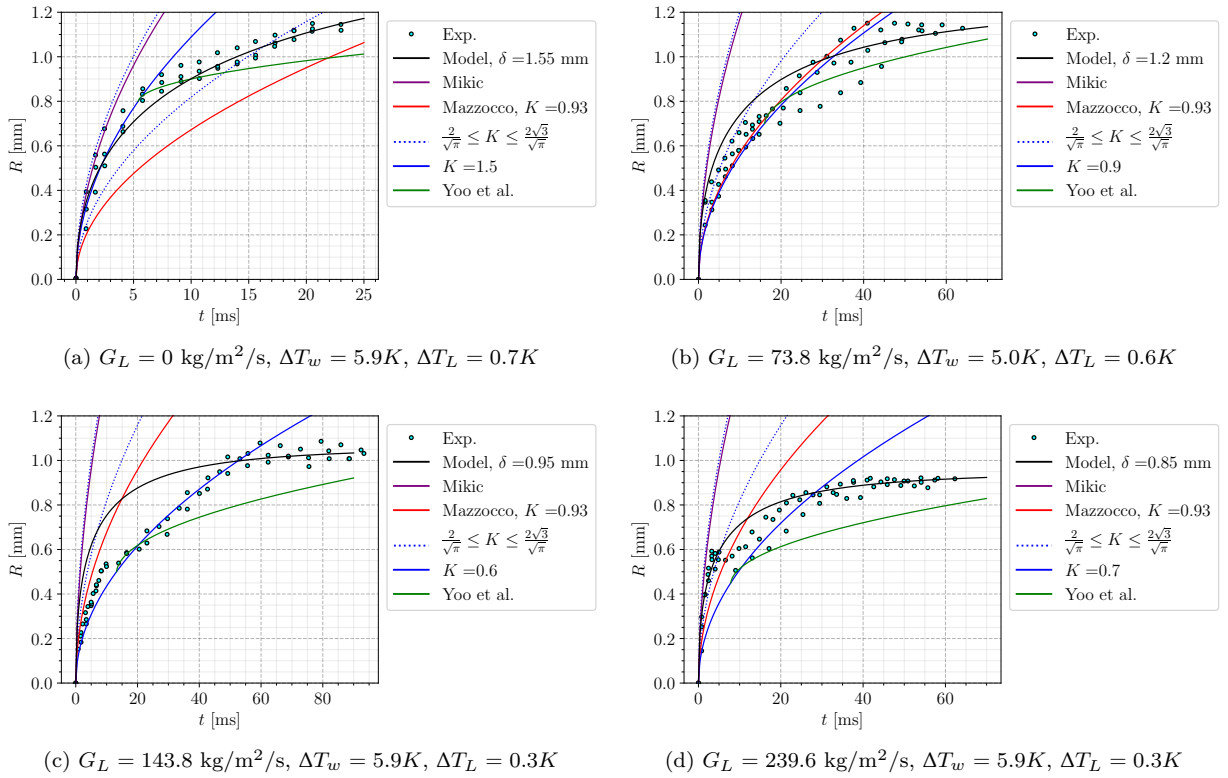 1.2
1.0
0.8
0.6
0.4
0.2
0.0
R [mm]
0 5 10 15 20 25
t [ms]
Exp.
Model, δ =1.55 mm
Mikic
Mazzocco, K =0.93
2/√π ≤ K ≤ 2√3/√π
K =1.5
Yoo et al.
(a) G_L = 0 kg/m²/s, ΔT_w = 5.9K, ΔT_L = 0.7K
1.2
1.0
0.8
0.6
0.4
0.2
0.0
R [mm]
0 20 40 60
t [ms]
Exp.
Model, δ =1.2 mm
Mikic
Mazzocco, K =0.93
2/√π ≤ K ≤ 2√3/√π
K =0.9
Yoo et al.
(b) G_L = 73.8 kg/m²/s, ΔT_w = 5.0K, ΔT_L = 0.6K
1.2
1.0
0.8
0.6
0.4
0.2
0.0
R [mm]
0 20 40 60 80
t [ms]
Exp.
Model, δ =0.95 mm
Mikic
Mazzocco, K =0.93
2/√π ≤ K ≤ 2√3/√π
K =0.6
Yoo et al.
(c) G_L = 143.8 kg/m²/s, ΔT_w = 5.9K, ΔT_L = 0.3K
1.2
1.0
0.8
0.6
0.4
0.2
0.0
R [mm]
0 20 40 60
t [ms]
Exp.
Model, δ =0.85 mm
Mikic
Mazzocco, K =0.93
2/√π ≤ K ≤ 2√3/√π
K =0.7
Yoo et al.
(d) G_L = 239.6 kg/m²/s, ΔT_w = 5.9K, ΔT_L = 0.3K